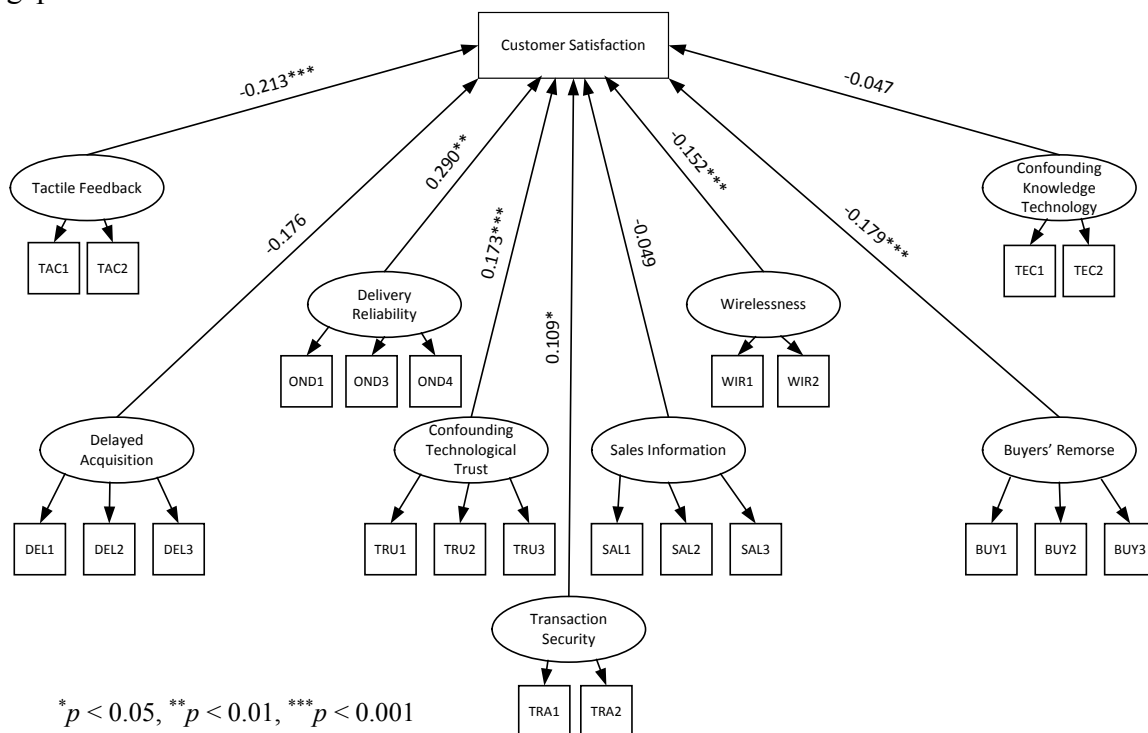 Customer Satisfaction
-0.213***
-0.047
0.290**
-0.152***
Tactile Feedback
Confounding
Knowledge
Technology
-0.176
0.173***
-0.049
-0.179***
TAC1
TAC2
TEC1
TEC2
Delivery
Reliability
Wirelessness
0.109*
OND1
OND3
OND4
WIR1
WIR2
Delayed
Acquisition
Confounding
Technological
Trust
Sales Information
Buyers' Remorse
DEL1
DEL2
DEL3
TRU1
TRU2
TRU3
SAL1
SAL2
SAL3
BUY1
BUY2
BUY3
Transaction
Security
TRA1
TRA2
*p < 0.05, **p < 0.01, ***p < 0.001